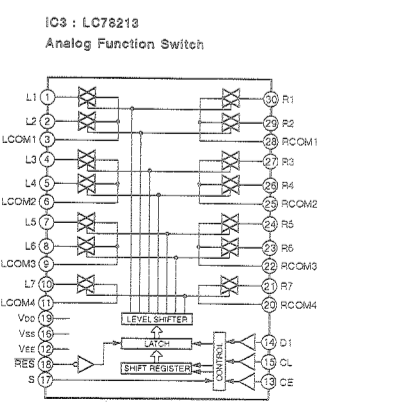 IC3 : LC78213
Analog Function Switch
L1 1 30 R1
L2 2 29 R2
LCOM1 3 28 RCOM1
L3 4 27 R3
L4 5 26 R4
LCOM2 6 25 RCOM2
L5 7 24 R5
L6 8 23 R6
LCOM3 9 22 RCOM3
L7 10 21 R7
LCOM4 11 20 RCOM4
VDD 19 LEVEL SHIFTER
VSS 16 LATCH 14 D1
VEE 12 CONTROL 15 CL
RES 18 SHIFT REGISTER
S 17 13 CE